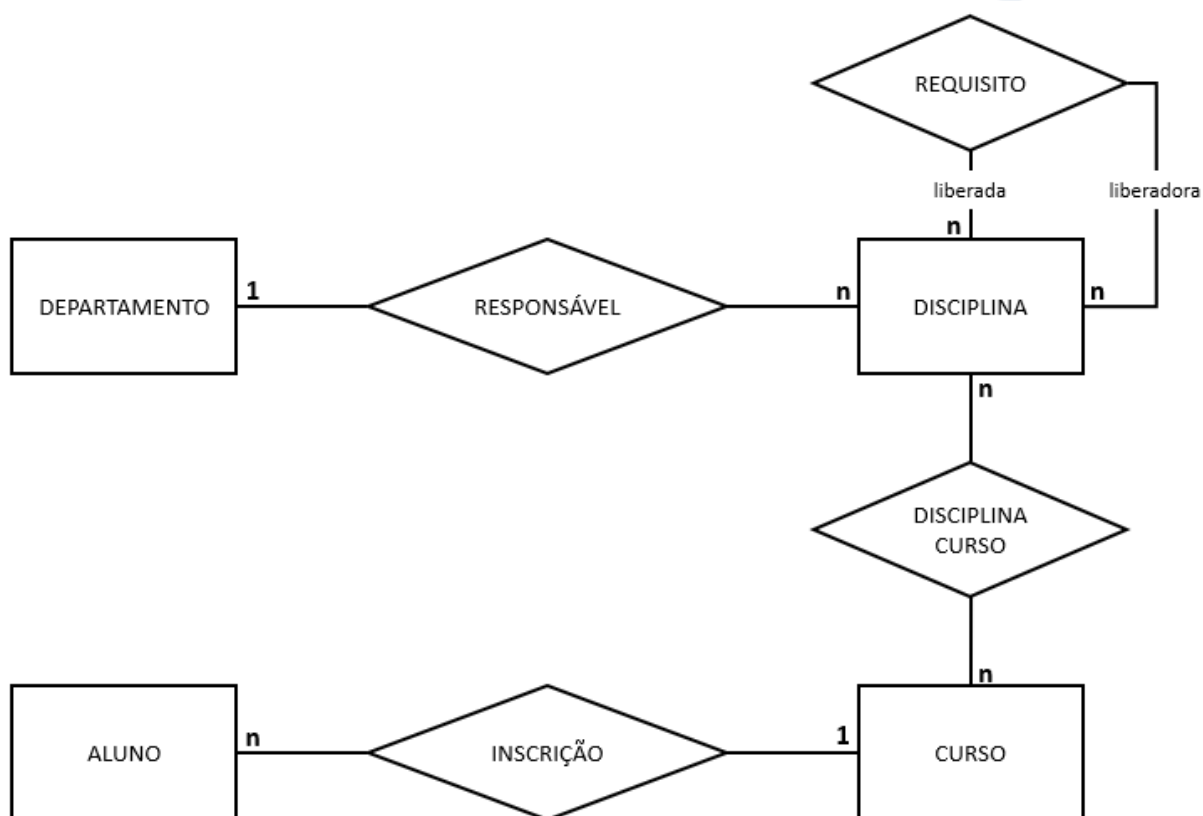 REQUISITO
liberada
liberadora
n
DEPARTAMENTO
1
RESPONSÁVEL
n
DISCIPLINA
n
n
DISCIPLINA
CURSO
n
ALUNO
n
INSCRIÇÃO
1
CURSO